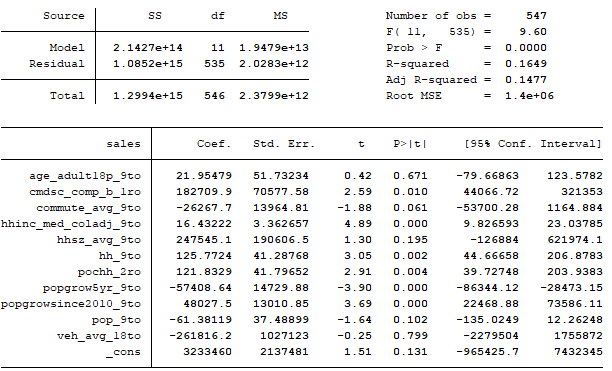 Source SS df MS Number of obs = 547
F( 11, 535) = 9.60
Model 2.1427e+14 11 1.9479e+13 Prob > F = 0.0000
Residual 1.0852e+15 535 2.0283e+12 R-squared = 0.1649
Adj R-squared = 0.1477
Total 1.2994e+15 546 2.3799e+12 Root MSE = 1.4e+06
sales Coef. Std. Err. t P>|t| [95% Conf. Interval]
age_adult18p_9to 21.95479 51.73234 0.42 0.671 -79.66863 123.5782
cmdsc_comp_b_1ro 182709.9 70577.58 2.59 0.010 44066.72 321353
commute_avg_9to -26267.7 13964.81 -1.88 0.061 -53700.28 1164.884
hhinc_med_coladj_9to 16.43222 3.362657 4.89 0.000 9.826593 23.03785
hhsz_avg_9to 247545.1 190606.5 1.30 0.195 -126884 621974.1
hh_9to 125.7724 41.28768 3.05 0.002 44.66658 206.8783
pochh_2ro 121.8329 41.79652 2.91 0.004 39.72748 203.9383
popgrow5yr_9to -57408.64 14729.88 -3.90 0.000 -86344.12 -28473.15
popgrowsince2010_9to 48027.5 13010.85 3.69 0.000 22468.88 73586.11
pop_9to -61.38119 37.48899 -1.64 0.102 -135.0249 12.26248
veh_avg_18to -261816.2 1027123 -0.25 0.799 -2279504 1755872
_cons 3233460 2137481 1.51 0.131 -965425.7 7432345